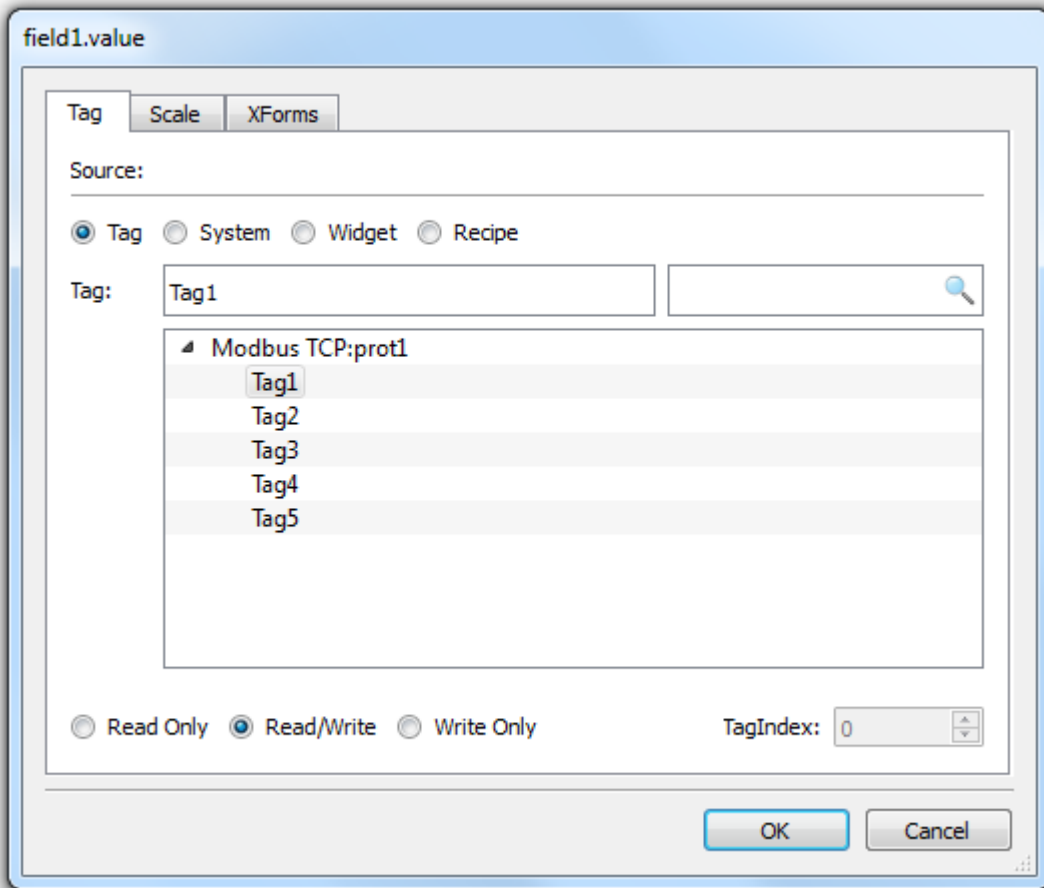 field1.value
Tag Scale XForms
Source:
Tag System Widget Recipe
Tag: Tag1
Modbus TCP:prot1
Tag1
Tag2
Tag3
Tag4
Tag5
Read Only Read/Write Write Only TagIndex: 0
OK Cancel